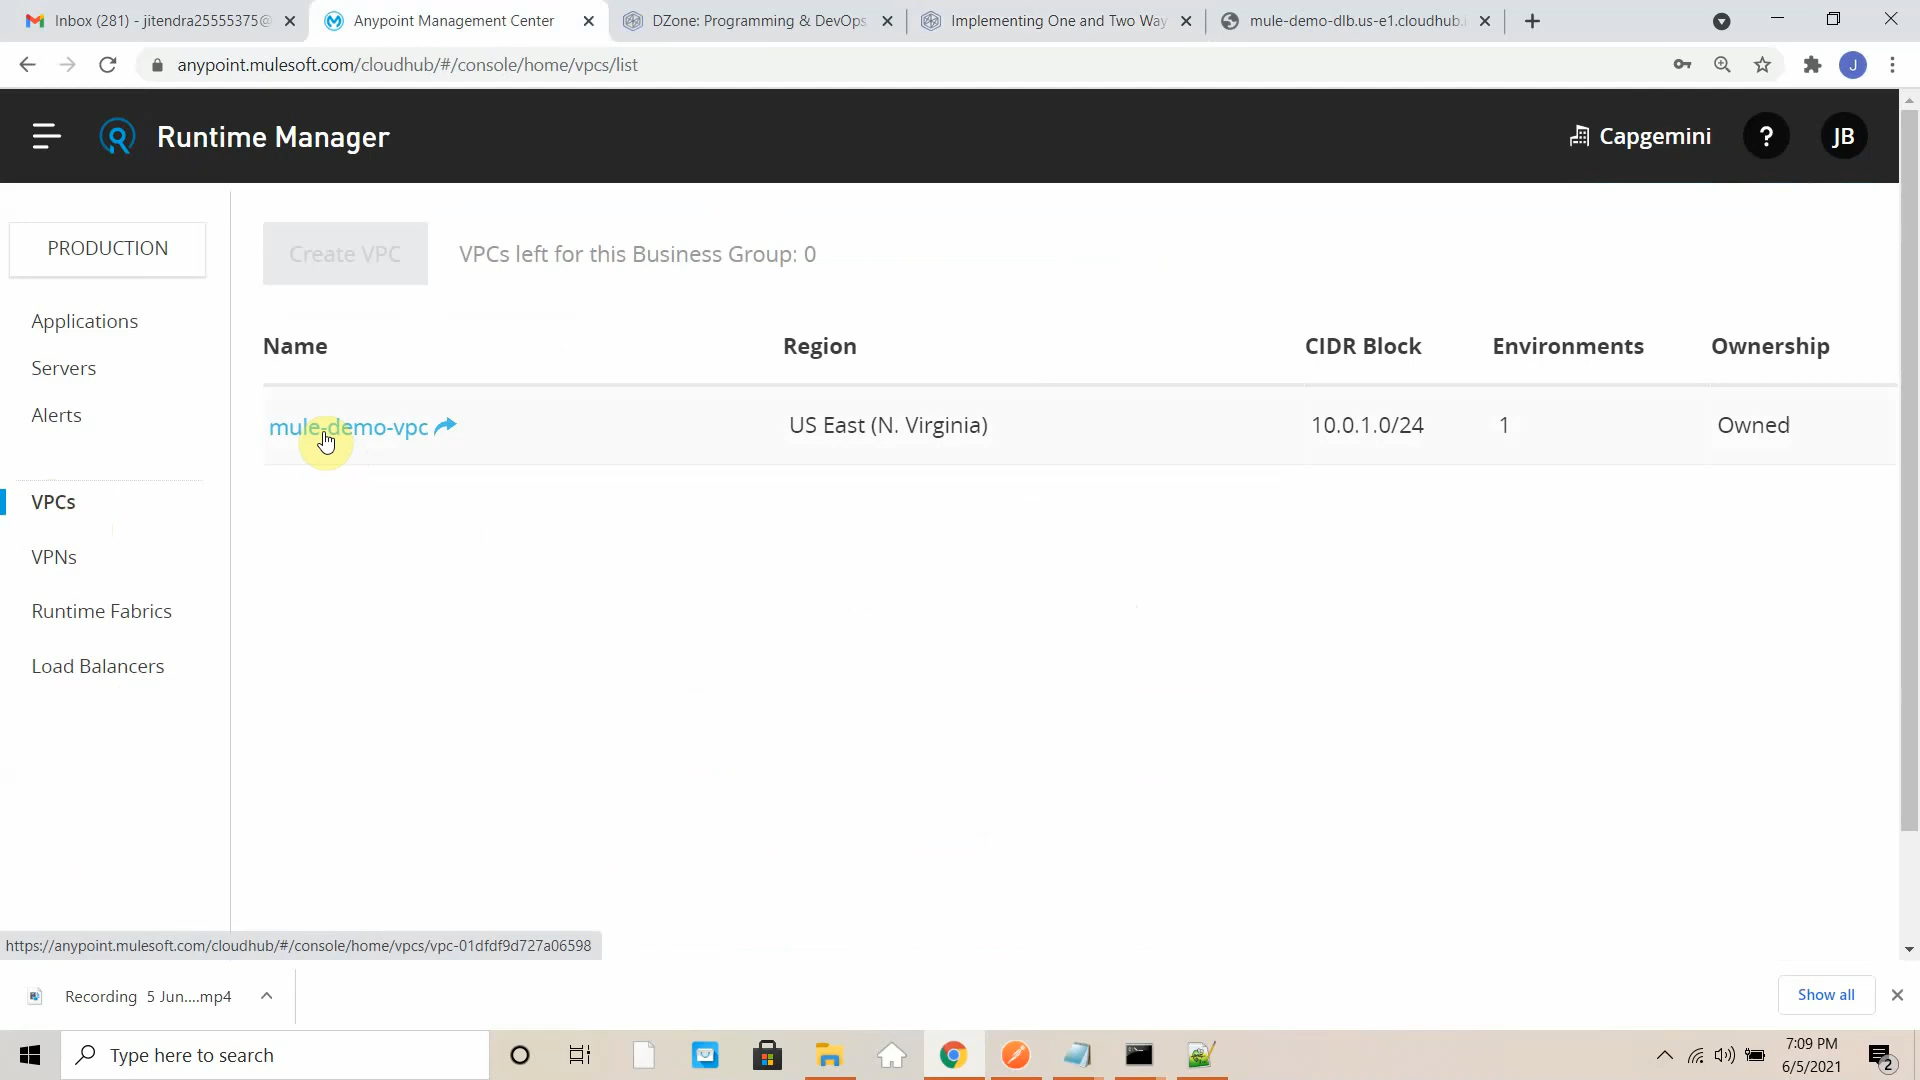 Inbox (281) - jitendra25555375@
Anypoint Management Center
DZone: Programming & DevOps
Implementing One and Two Way
mule-demo-dlb.us-e1.cloudhub.
anypoint.mulesoft.com/cloudhub/#/console/home/vpcs/list
J
Runtime Manager
Capgemini
?
JB
PRODUCTION
Applications
Servers
Alerts
VPCs
VPNs
Runtime Fabrics
Load Balancers
Create VPC
VPCs left for this Business Group: 0
Name Region CIDR Block Environments Ownership
mule-demo-vpc US East (N. Virginia) 10.0.1.0/24 1 Owned
https://anypoint.mulesoft.com/cloudhub/#/console/home/vpcs/vpc-01dfdf9d727a06598
Recording 5 Jun....mp4
Show all
Type here to search
7:09 PM
6/5/2021
2